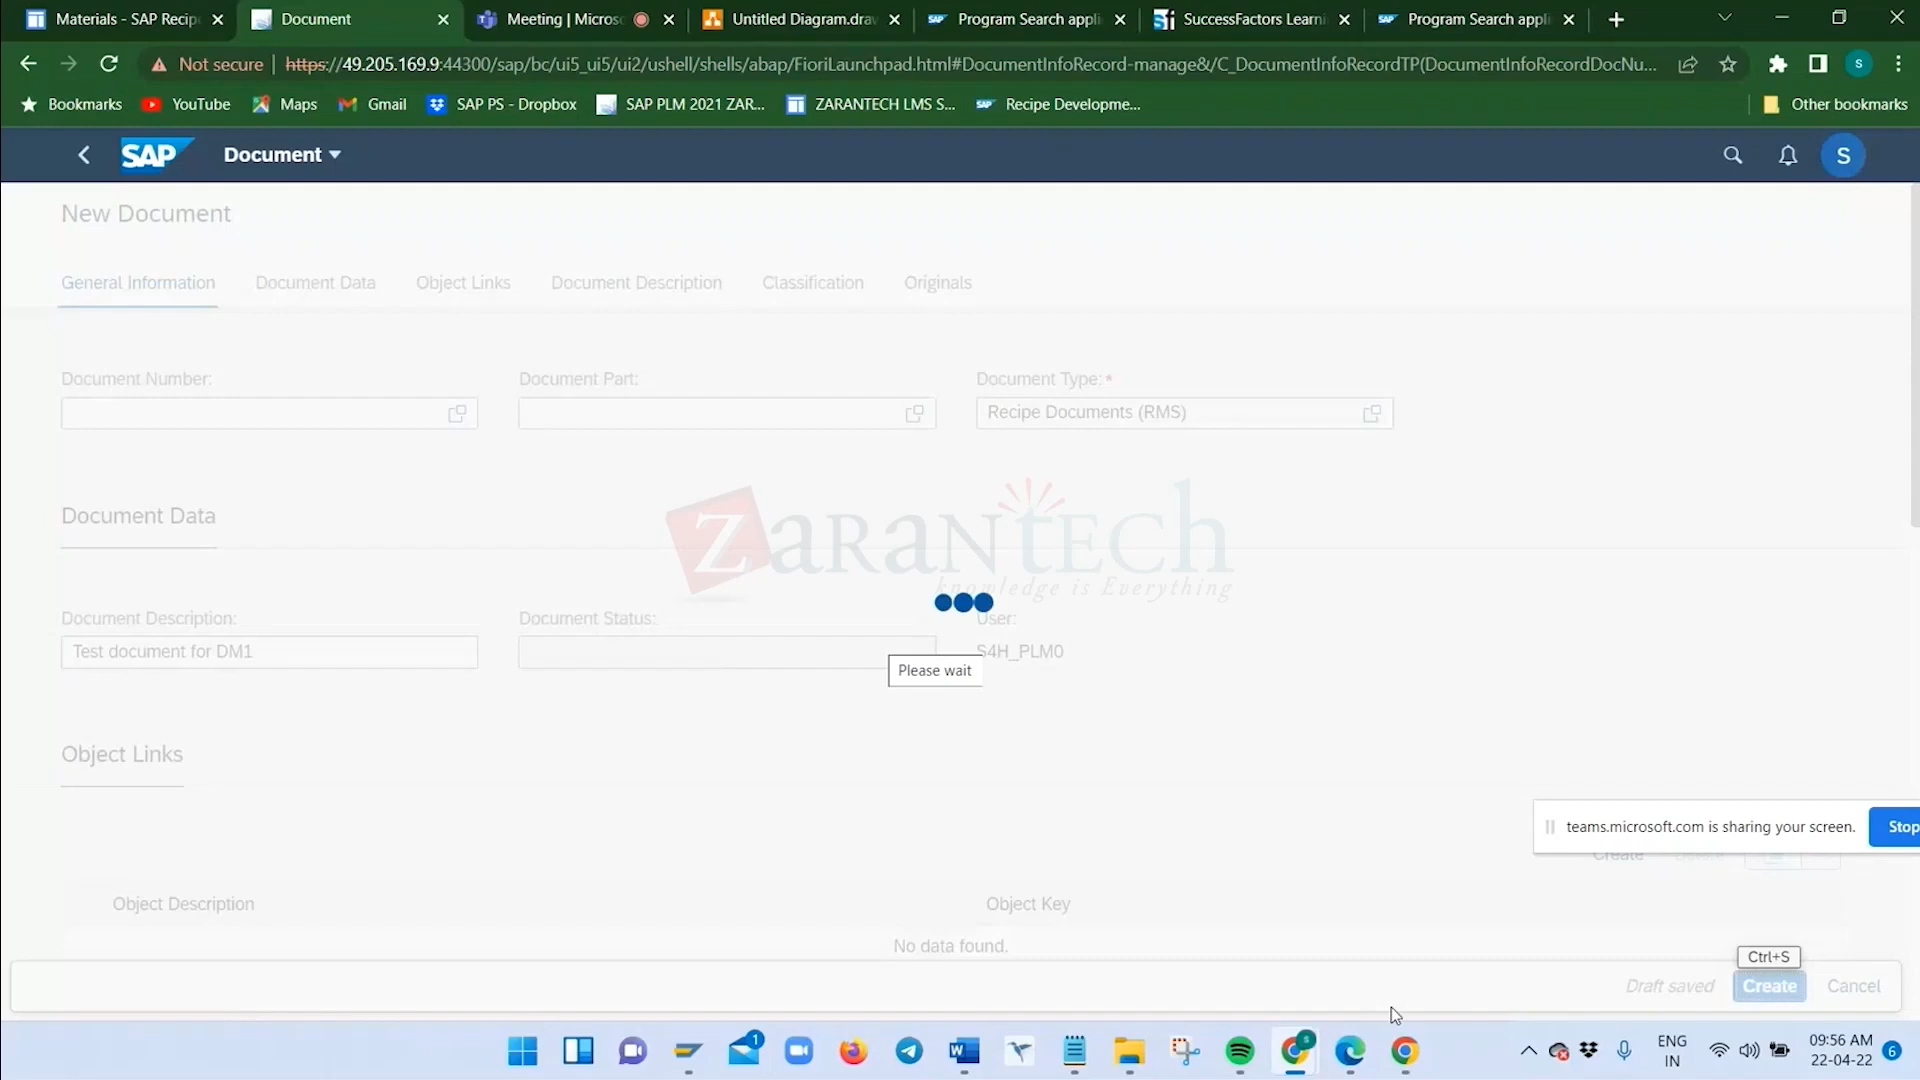 Materials - SAP Recip
Document
Meeting | Micros
Untitled Diagram.dra
Program Search appli
SuccessFactors Learni
Program Search appli
Not secure
https://49.205.169.9:44300/sap/bc/ui5_ui5/ui2/ushell/shells/abap/FioriLaunchpad.html#DocumentInfoRecord-manage&/C_DocumentInfoRecordTP(DocumentInfoRecordDocNu...
S
Bookmarks
YouTube
Maps
Gmail
SAP PS - Dropbox
SAP PLM 2021 ZAR...
ZARANTECH LMS S...
Recipe Developme...
Other bookmarks
SAP
Document
S
New Document
General Information
Document Data
Object Links
Document Description
Classification
Originals
Document Number:
Document Part:
Document Type: *
Recipe Documents (RMS)
Document Data
ZaranTech
knowledge is Everything
Document Description:
Document Status:
User:
Test document for DM1
S4H_PLM0
Please wait
Object Links
teams.microsoft.com is sharing your screen.
Stop
Create
Object Description
Object Key
No data found.
Ctrl+S
Draft saved
Create
Cancel
1
ENG
IN
09:56 AM
22-04-22
6